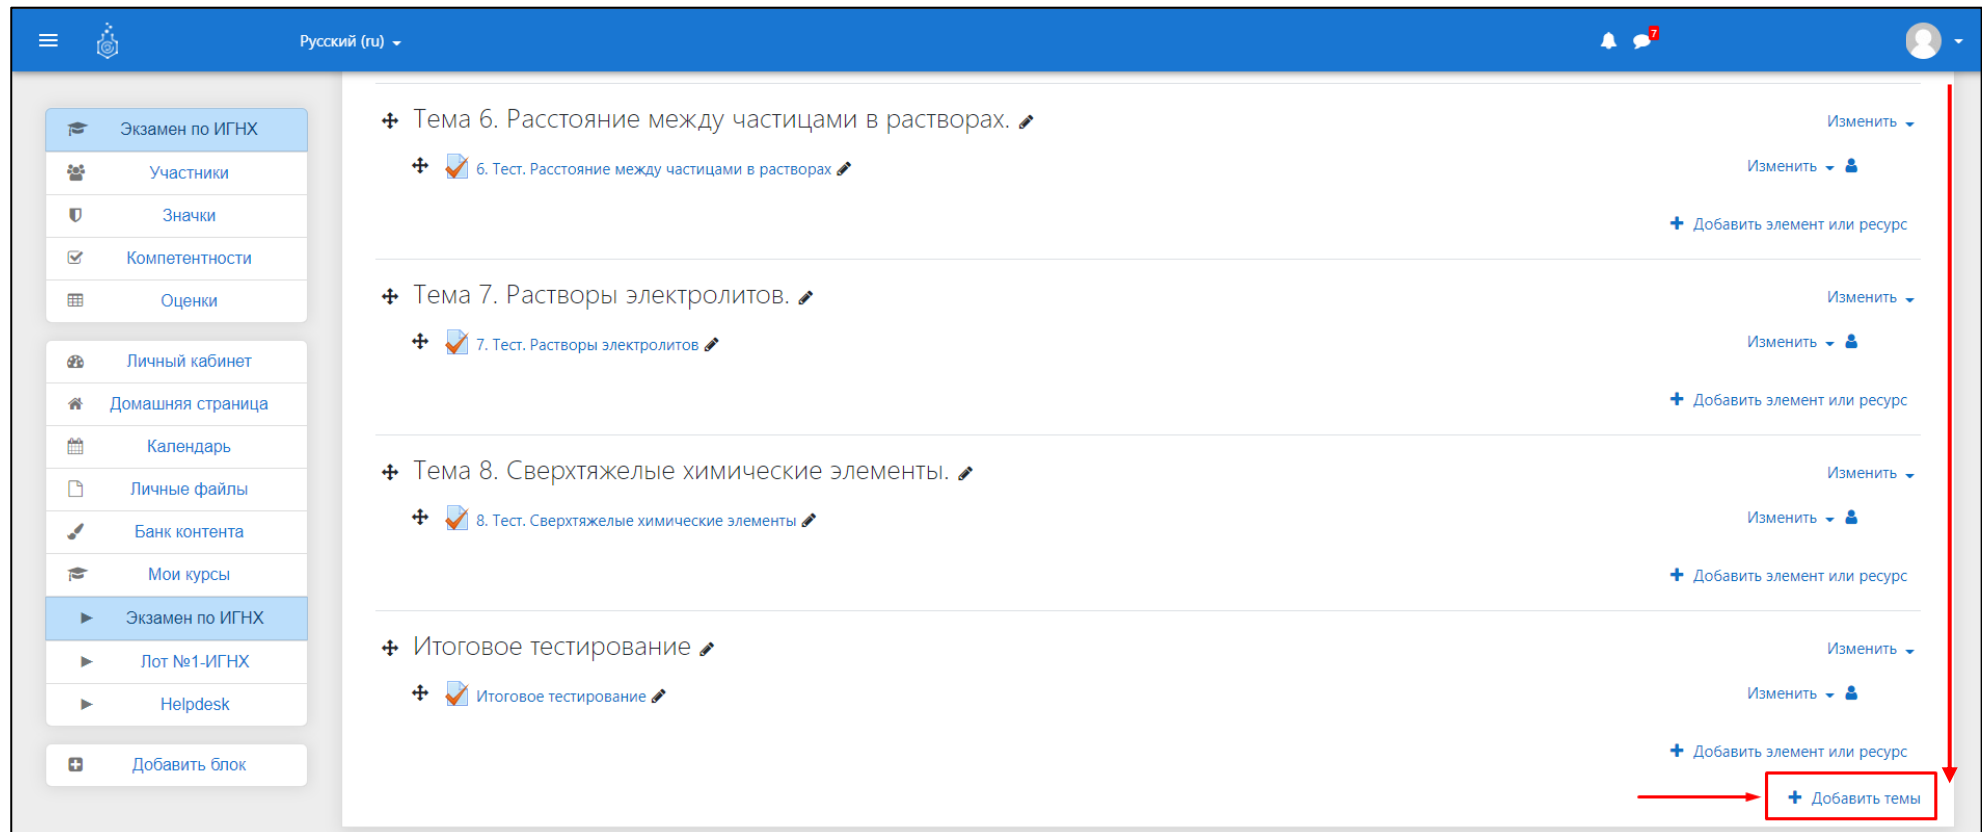 Русский (ru)
7
Экзамен по ИГНХ
Участники
Значки
Компетентности
Оценки
Личный кабинет
Домашняя страница
Календарь
Личные файлы
Банк контента
Мои курсы
Экзамен по ИГНХ
Лот №1-ИГНХ
Helpdesk
Добавить блок
Тема 6. Расстояние между частицами в растворах. Изменить
6. Тест. Расстояние между частицами в растворах Изменить
Добавить элемент или ресурс
Тема 7. Растворы электролитов. Изменить
7. Тест. Растворы электролитов Изменить
Добавить элемент или ресурс
Тема 8. Сверхтяжелые химические элементы. Изменить
8. Тест. Сверхтяжелые химические элементы Изменить
Добавить элемент или ресурс
Итоговое тестирование Изменить
Итоговое тестирование Изменить
Добавить элемент или ресурс
Добавить темы